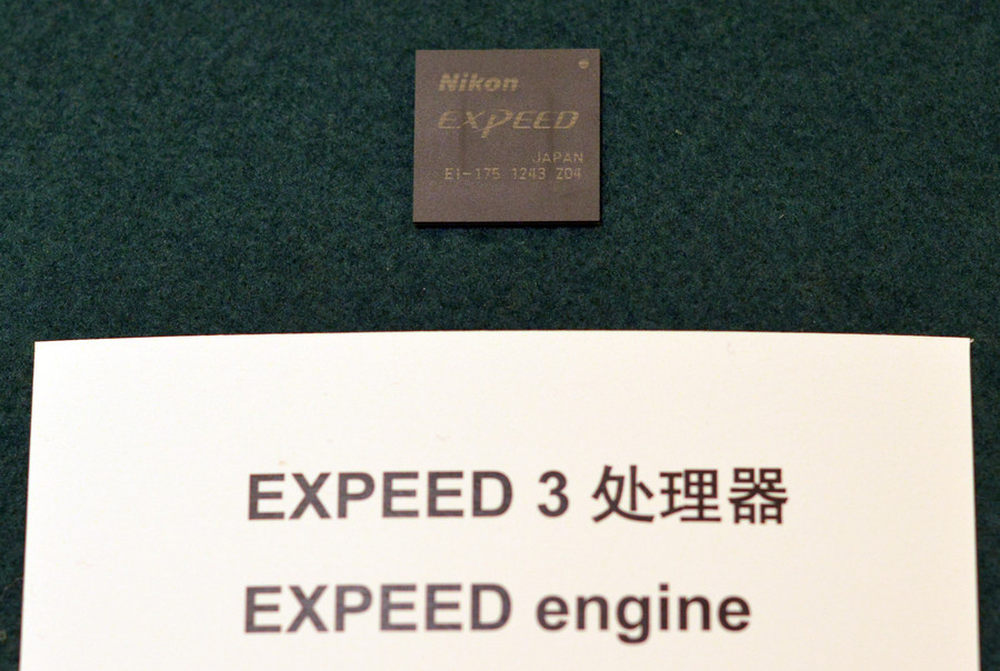 Nikon
EXPEED
JAPAN
EI-175 1243 Z04
EXPEED 3 处理器
EXPEED engine